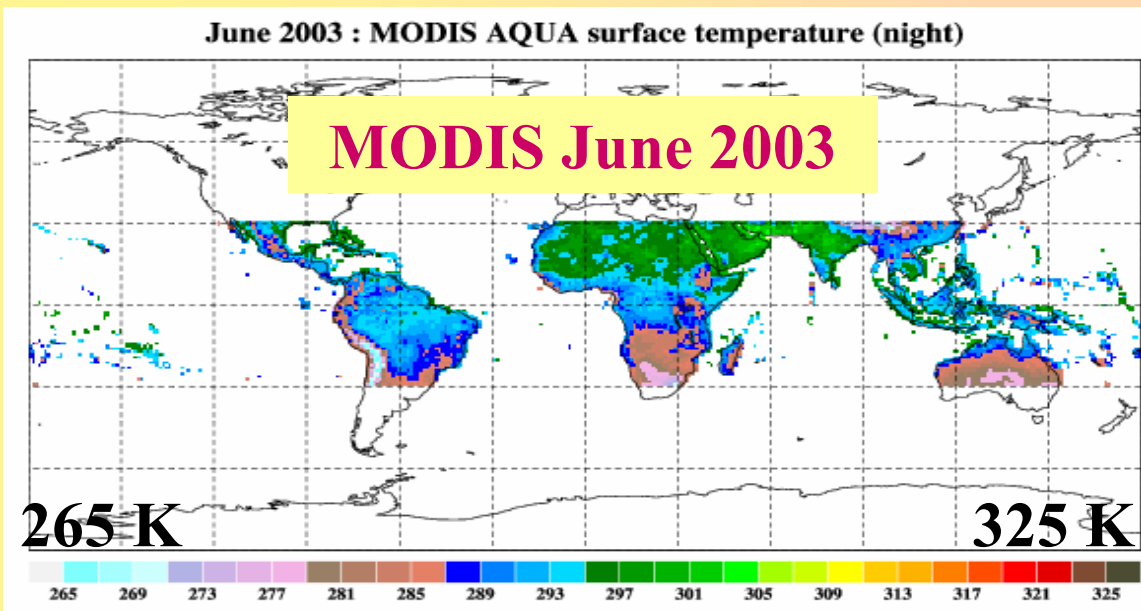 June 2003 : MODIS AQUA surface temperature (night)
MODIS June 2003
265 K 325 K
265 269 273 277 281 285 289 293 297 301 305 309 313 317 321 325